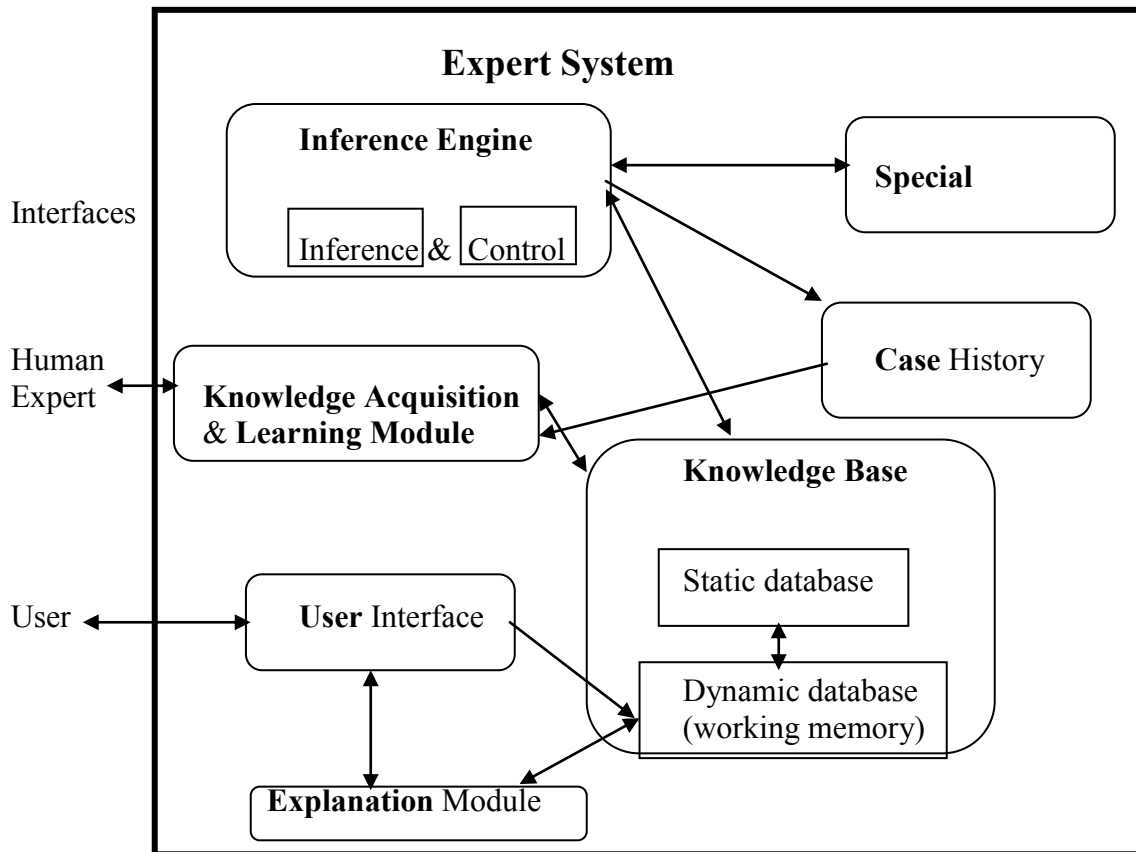 Expert System
Inference Engine
Inference & Control
Special
Interfaces
Case History
Human
Expert
Knowledge Acquisition
& Learning Module
Knowledge Base
Static database
User
User Interface
Dynamic database
(working memory)
Explanation Module